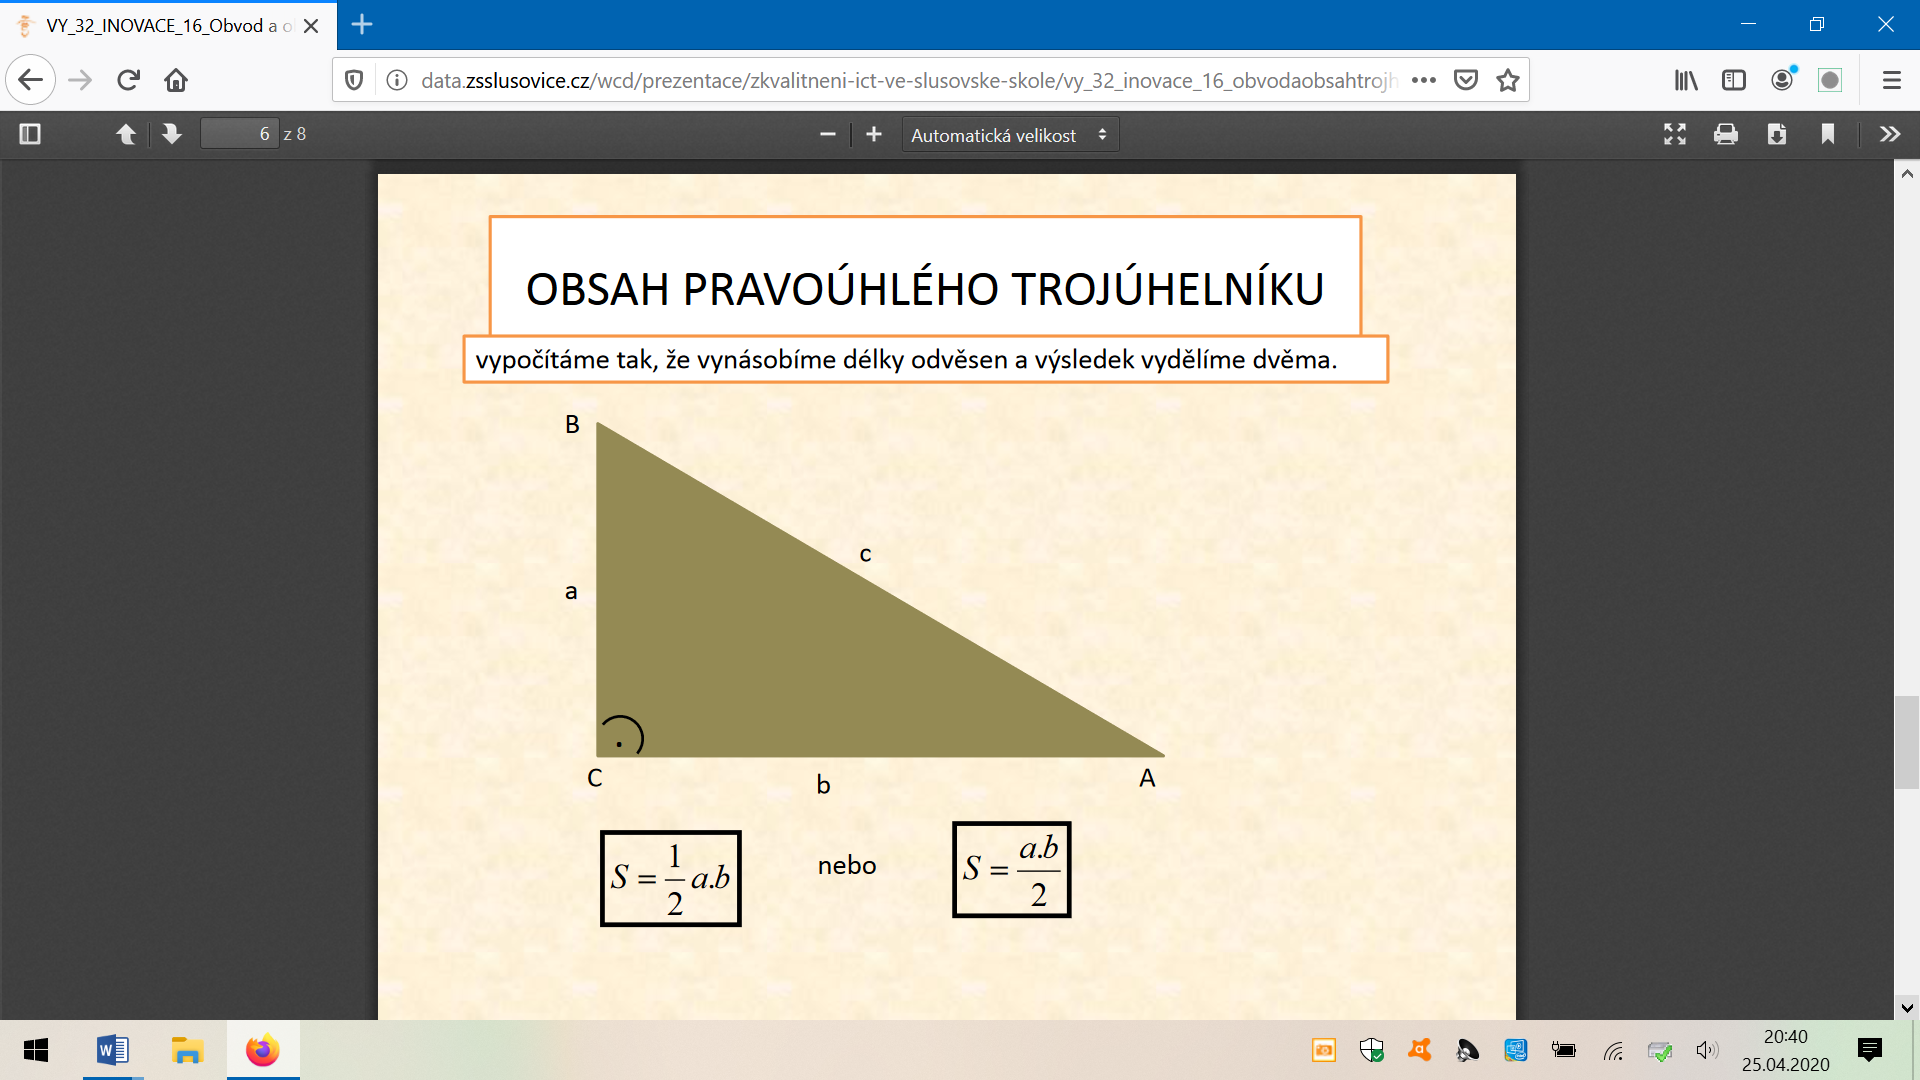 VY_32_INOVACE_16_Obvod a o
data.zsslusovice.cz/wcd/prezentace/zkvalitneni-ict-ve-slusovske-skole/vy_32_inovace_16_obvodaobsahtrojh
6 z 8
Automatická velikost
OBSAH PRAVOÚHLÉHO TROJÚHELNÍKU
vypočítáme tak, že vynásobíme délky odvěsen a výsledek vydělíme dvěma.
B
c
a
C
b
A
S = 1/2 a.b
nebo
S = a.b/2
20:40
25.04.2020